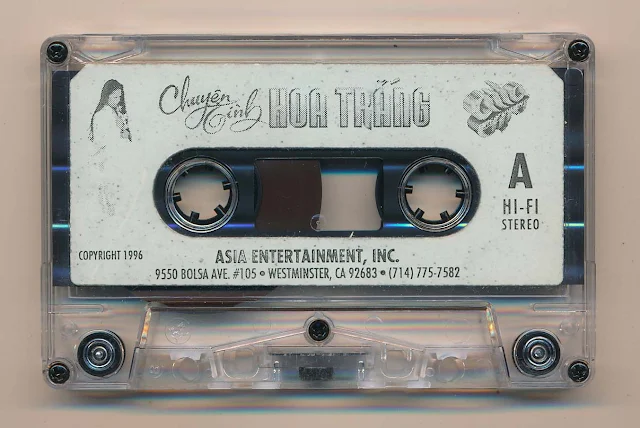 Chuyện Tình HOA TRẮNG
A
HI-FI
STEREO
COPYRIGHT 1996
ASIA ENTERTAINMENT, INC.
9550 BOLSA AVE. #105 • WESTMINSTER, CA 92683 • (714) 775-7582